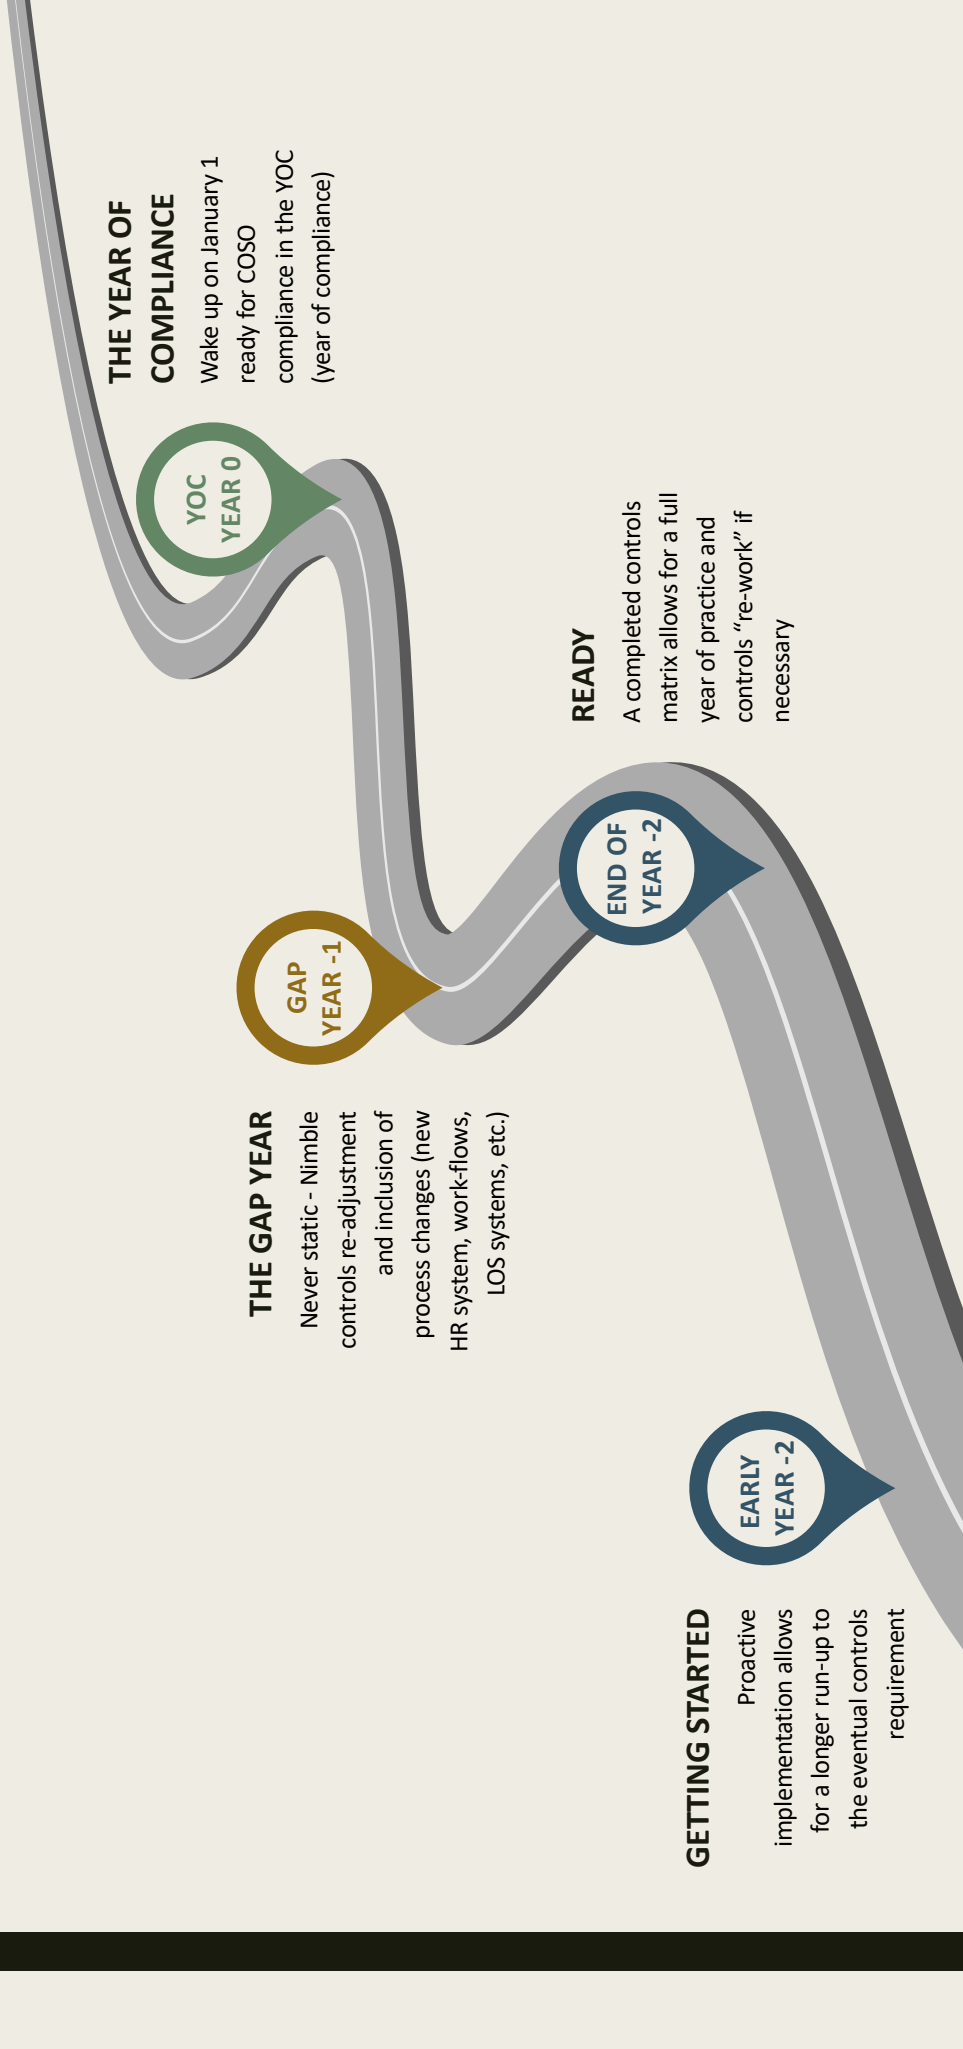 GETTING STARTED
Proactive
implementation allows
for a longer run-up to
the eventual controls
requirement
EARLY
YEAR -2
END OF
YEAR -2
READY
A completed controls
matrix allows for a full
year of practice and
controls “re-work” if
necessary
THE GAP YEAR
Never static - Nimble
controls re-adjustment
and inclusion of
process changes (new
HR system, work-flows,
LOS systems, etc.)
GAP
YEAR -1
YOC
YEAR 0
THE YEAR OF
COMPLIANCE
Wake up on January 1
ready for COSO
compliance in the YOC
(year of compliance)